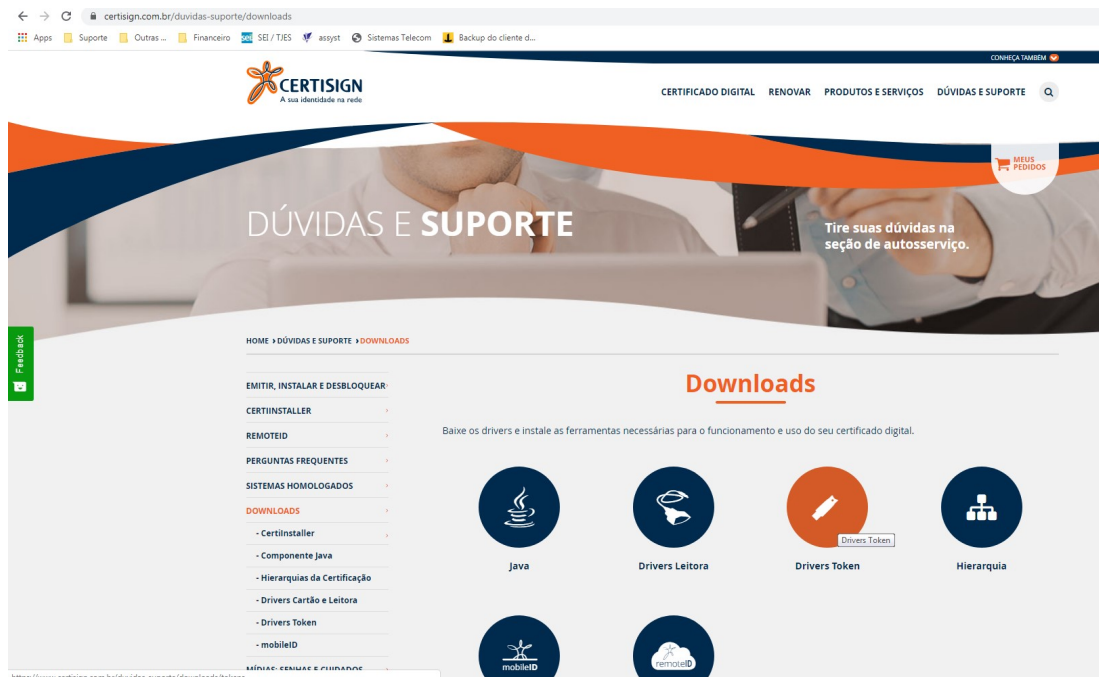 certisign.com.br/duvidas-suporte/downloads
Apps Suporte Outras ... Financeiro sei SEI / TJES assyst Sistemas Telecom Backup do cliente d...
CONHEÇA TAMBÉM
CERTISIGN
A sua identidade na rede
CERTIFICADO DIGITAL RENOVAR PRODUTOS E SERVIÇOS DÚVIDAS E SUPORTE
MEUS
PEDIDOS
DÚVIDAS E SUPORTE
Tire suas dúvidas na
seção de autosserviço.
Feedback
HOME › DÚVIDAS E SUPORTE › DOWNLOADS
EMITIR, INSTALAR E DESBLOQUEAR
CERTIINSTALLER
REMOTEID
PERGUNTAS FREQUENTES
SISTEMAS HOMOLOGADOS
DOWNLOADS
- CertiInstaller
- Componente Java
- Hierarquias da Certificação
- Drivers Cartão e Leitora
- Drivers Token
- mobileID
MÍDIAS: SENHAS E CUIDADOS
Downloads
Baixe os drivers e instale as ferramentas necessárias para o funcionamento e uso do seu certificado digital.
Drivers Token
Java Drivers Leitora Drivers Token Hierarquia
mobileID remoteID